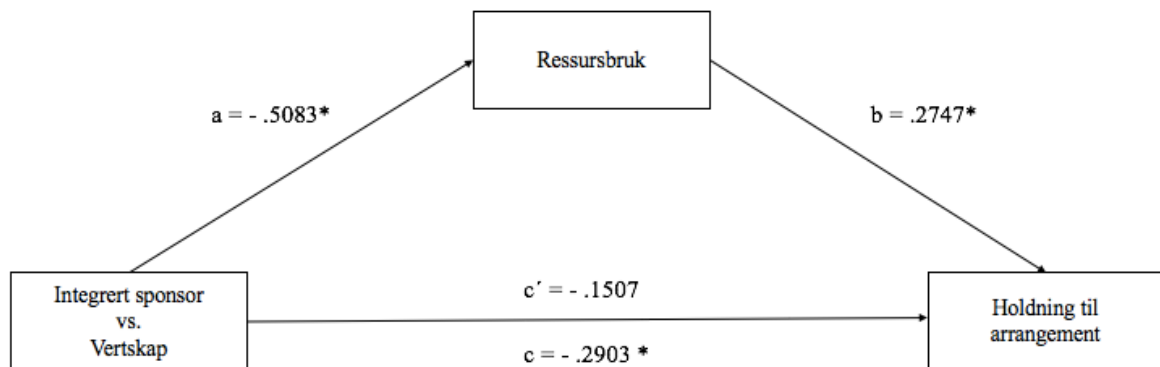 Ressursbruk
a = - .5083*
b = .2747*
Integrert sponsor
vs.
Vertskap
c´ = - .1507
c = - .2903 *
Holdning til
arrangement